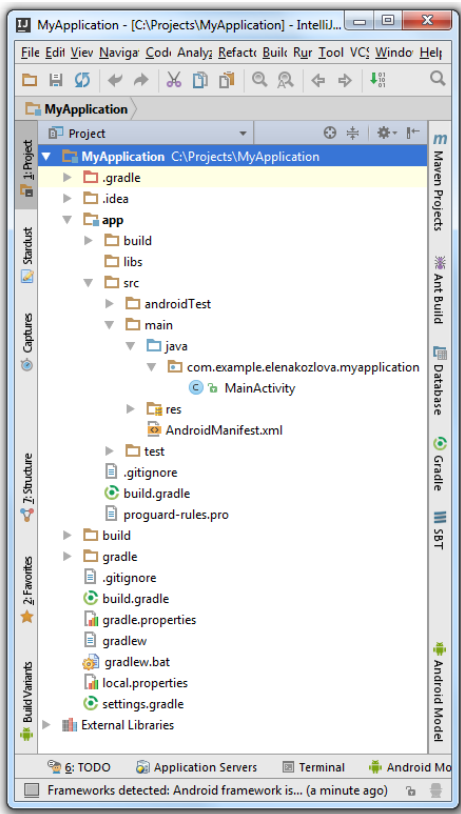 MyApplication - [C:\Projects\MyApplication] - IntelliJ...
File Edit Viev Navigat Code Analyz Refacto Build Run Tool VCS Window Help
MyApplication
Project
MyApplication C:\Projects\MyApplication
.gradle
.idea
app
build
libs
src
androidTest
main
java
com.example.elenakozlova.myapplication
MainActivity
res
AndroidManifest.xml
test
.gitignore
build.gradle
proguard-rules.pro
build
gradle
.gitignore
build.gradle
gradle.properties
gradlew
gradlew.bat
local.properties
settings.gradle
External Libraries
1: Project
Stardust
Captures
7: Structure
2: Favorites
Build Variants
m
Maven Projects
Ant Build
Database
Gradle
SBT
Android Model
6: TODO Application Servers Terminal Android Mo
Frameworks detected: Android framework is... (a minute ago)